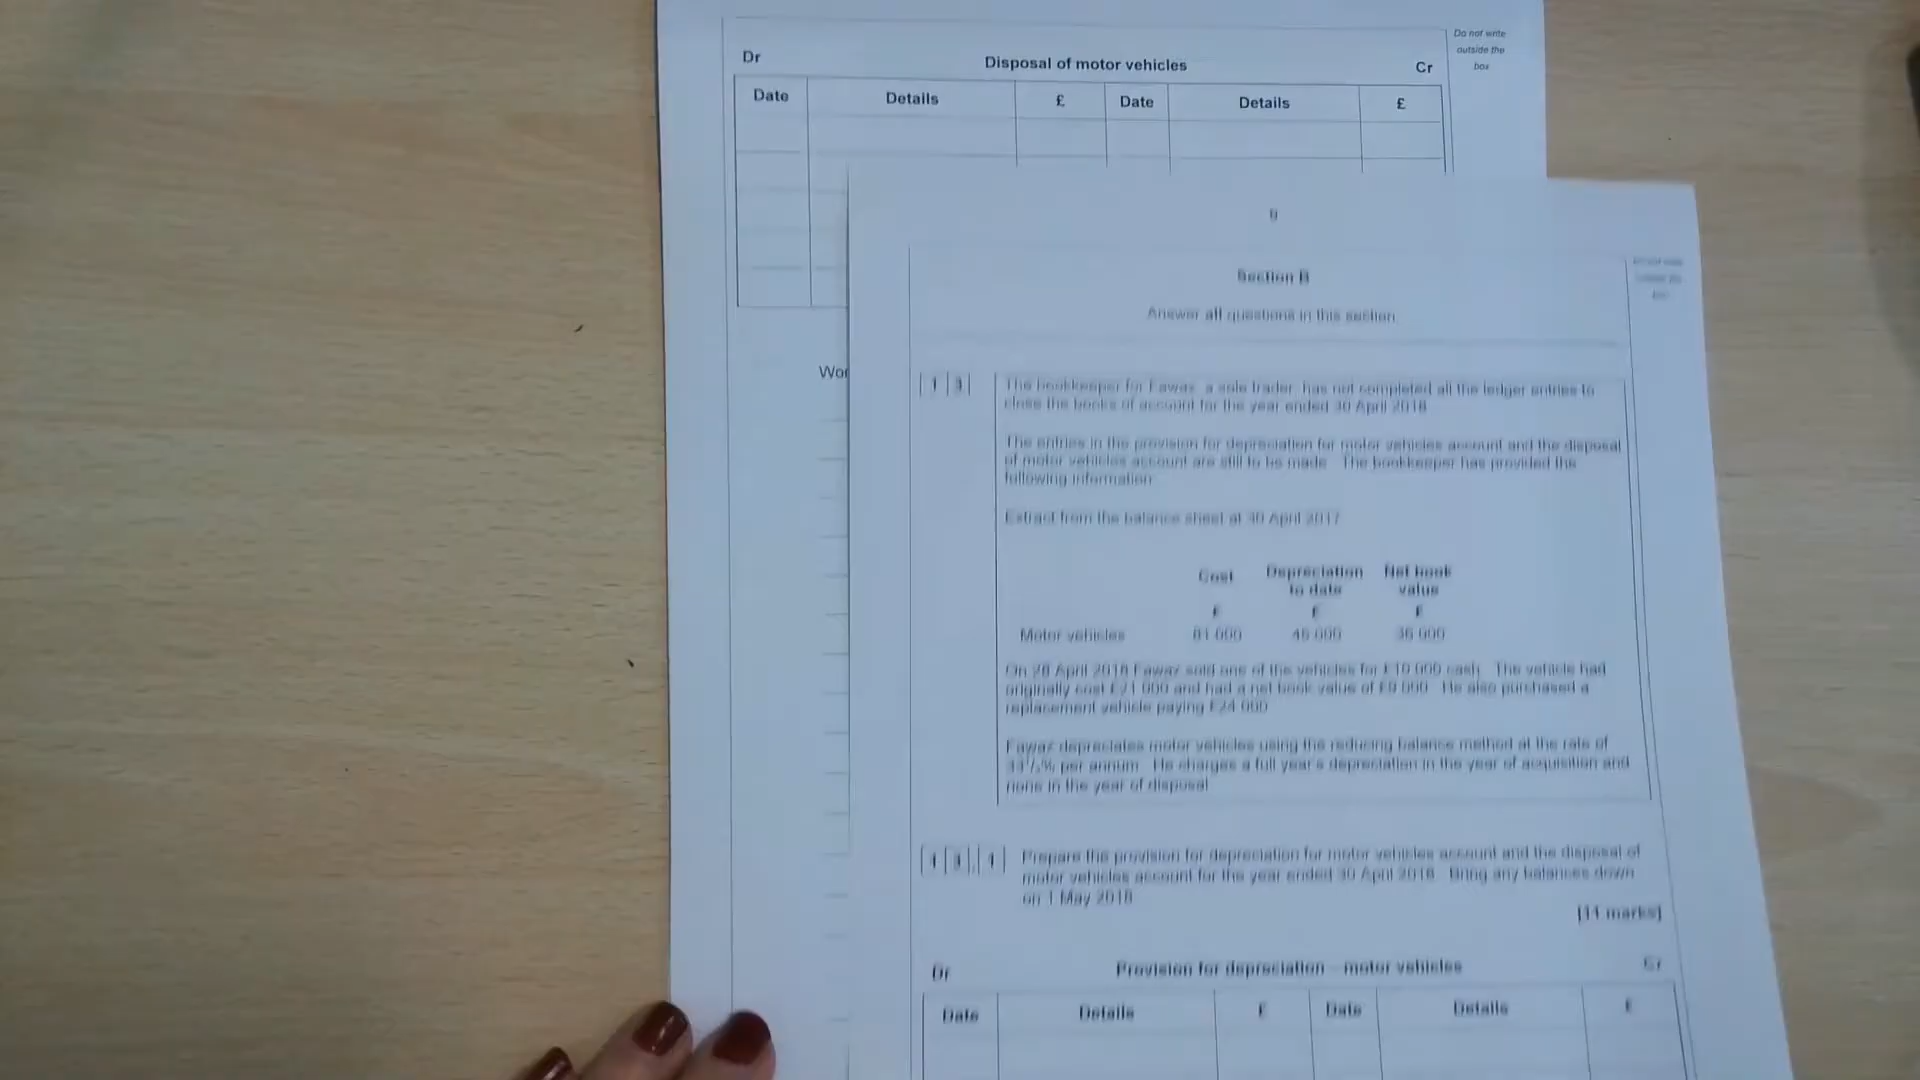 Do not write
outside the
box
Dr Disposal of motor vehicles Cr
Date Details £ Date Details £
Wor
Section B
Answer all questions in this section
1 3 The bookkeeper for Fawaz, a sole trader, has not completed all the ledger entries to
close the books of account for the year ended 30 April 2018
The entries in the provision for depreciation for motor vehicles account and the disposal
of motor vehicles account are still to be made. The bookkeeper has provided the
following information
Extract from the balance sheet at 30 April 2017
Cost Depreciation to date Net book value
£ £ £
Motor vehicles 81 000 45 000 36 000
On 28 April 2018 Fawaz sold one of the vehicles for £10 000 cash. The vehicle had
originally cost £21 000 and had a net book value of £9 000. He also purchased a
replacement vehicle paying £24 000
Fawaz depreciates motor vehicles using the reducing balance method at the rate of
33⅓% per annum. He charges a full year's depreciation in the year of acquisition and
none in the year of disposal
1 3 . 1 Prepare the provision for depreciation for motor vehicles account and the disposal of
motor vehicles account for the year ended 30 April 2018. Bring any balances down
on 1 May 2018
[11 marks]
Dr Provision for depreciation – motor vehicles Cr
Date Details £ Date Details £